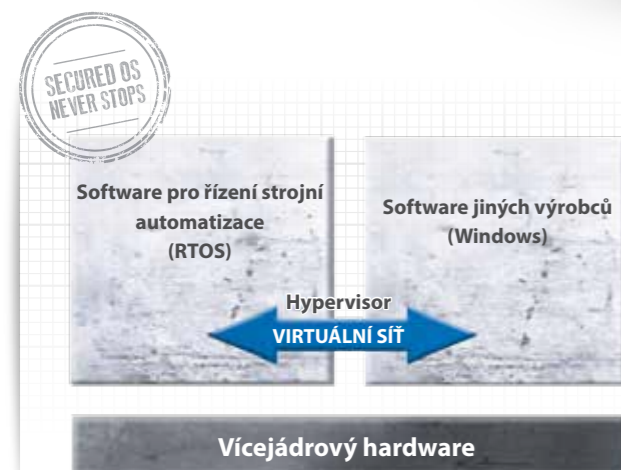 SECURED OS
NEVER STOPS
Software pro řízení strojní
automatizace
(RTOS)
Software jiných výrobců
(Windows)
Hypervisor
VIRTUÁLNÍ SÍŤ
Vícejádrový hardware